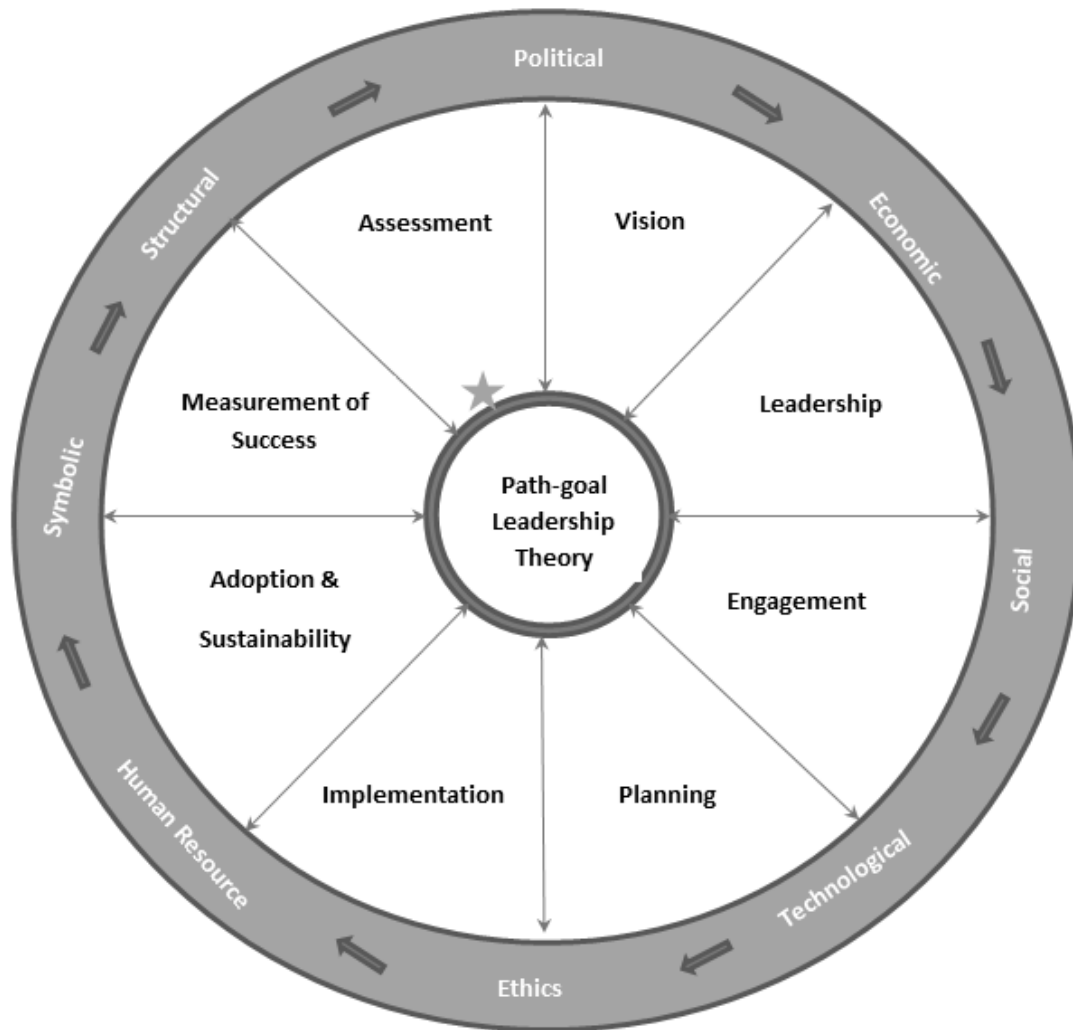 Political
Economic
Social
Technological
Ethics
Human Resource
Symbolic
Structural
Assessment
Vision
Leadership
Engagement
Planning
Implementation
Adoption &
Sustainability
Measurement of
Success
Path-goal
Leadership
Theory